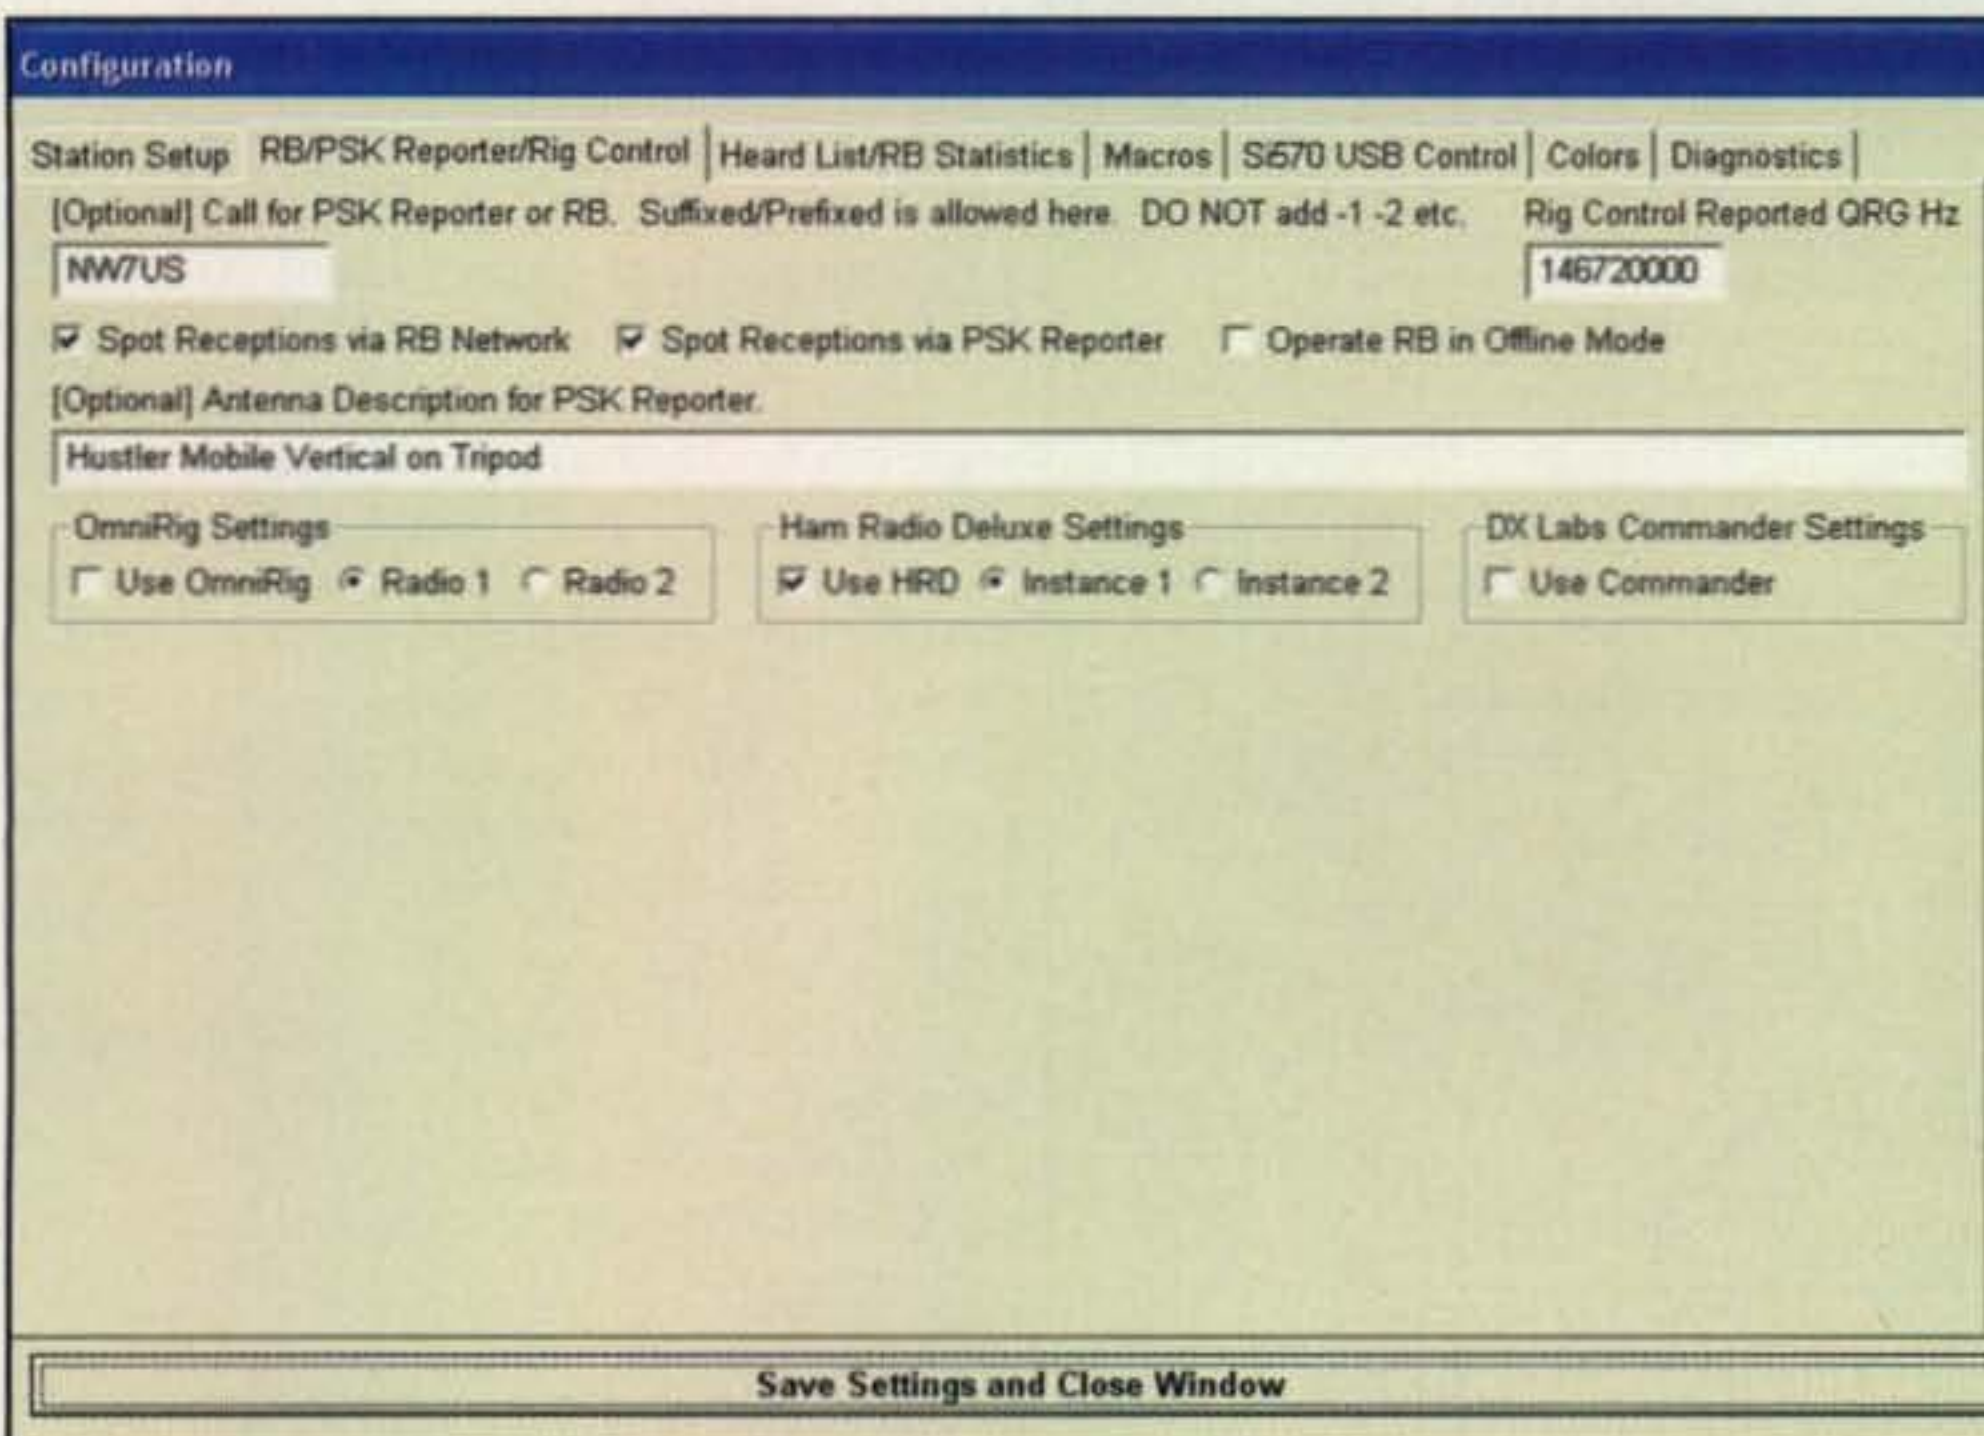 Configuration
Station Setup RB/PSK Reporter/Rig Control Heard List/RB Statistics Macros Si570 USB Control Colors Diagnostics
[Optional] Call for PSK Reporter or RB. Suffixed/Prefixed is allowed here. DO NOT add -1 -2 etc. Rig Control Reported QRG Hz
NW7US 146720000
Spot Receptions via RB Network Spot Receptions via PSK Reporter Operate RB in Offline Mode
[Optional] Antenna Description for PSK Reporter.
Hustler Mobile Vertical on Tripod
OmniRig Settings Ham Radio Deluxe Settings DX Labs Commander Settings
Use OmniRig Radio 1 Radio 2 Use HRD Instance 1 Instance 2 Use Commander
Save Settings and Close Window